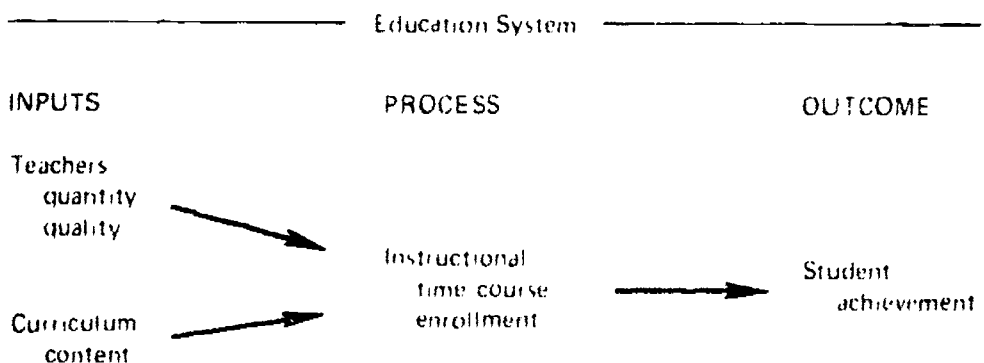 Education System
INPUTS
PROCESS
OUTCOME
Teachers
quantity
quality
Instructional
time course
enrollment
Student
achievement
Curriculum
content